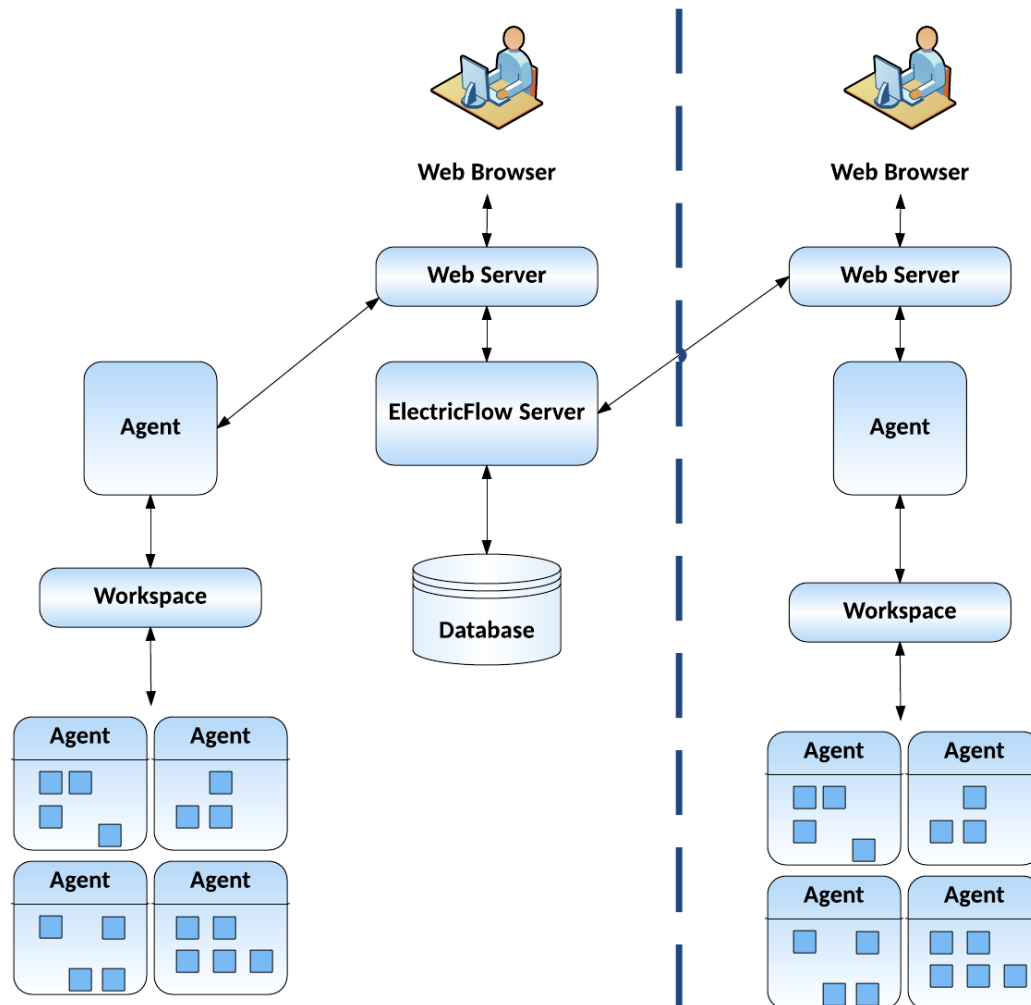 Web Browser
Web Browser
Web Server
Web Server
ElectricFlow Server
Agent
Agent
Workspace
Workspace
Database
Agent
Agent
Agent
Agent
Agent
Agent
Agent
Agent